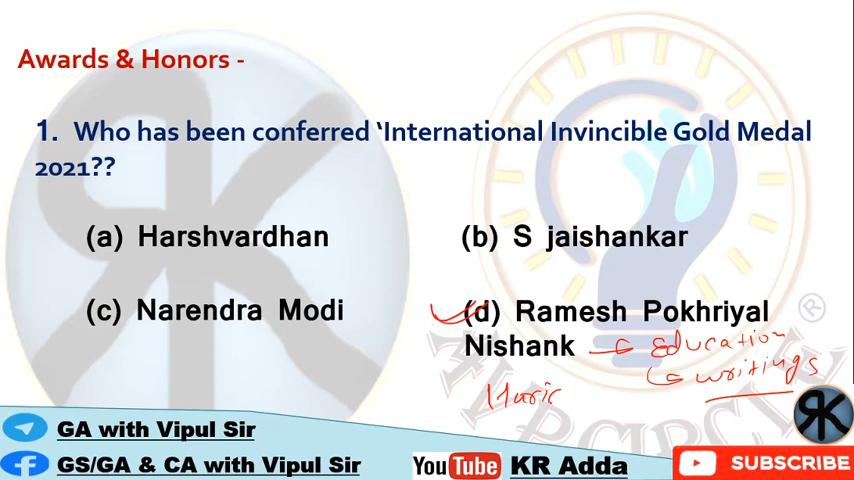 Awards & Honors -
1. Who has been conferred ‘International Invincible Gold Medal
2021??
(a) Harshvardhan
(b) S jaishankar
(c) Narendra Modi
(d) Ramesh Pokhriyal
Nishank
Education
writings
®
GA with Vipul Sir
GS/GA & CA with Vipul Sir
YouTube KR Adda
SUBSCRIBE